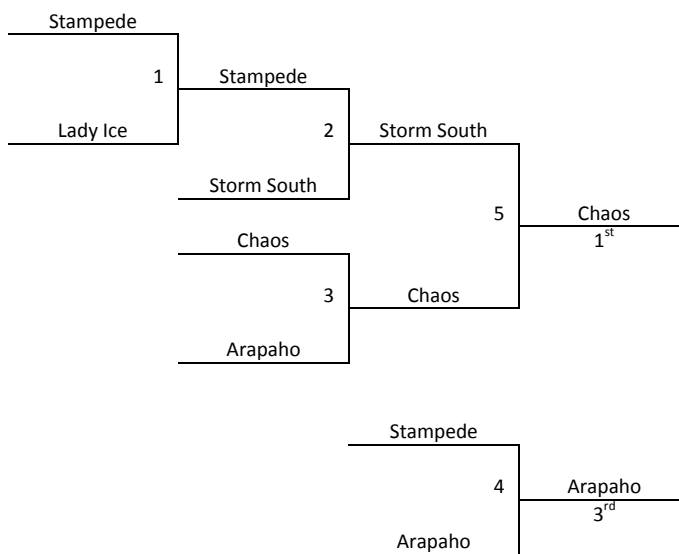 Stampede
1
Stampede
Lady Ice
2
Storm South
Storm South
5
Chaos
1st
Chaos
3
Chaos
Arapaho
Stampede
4
Arapaho
3rd
Arapaho